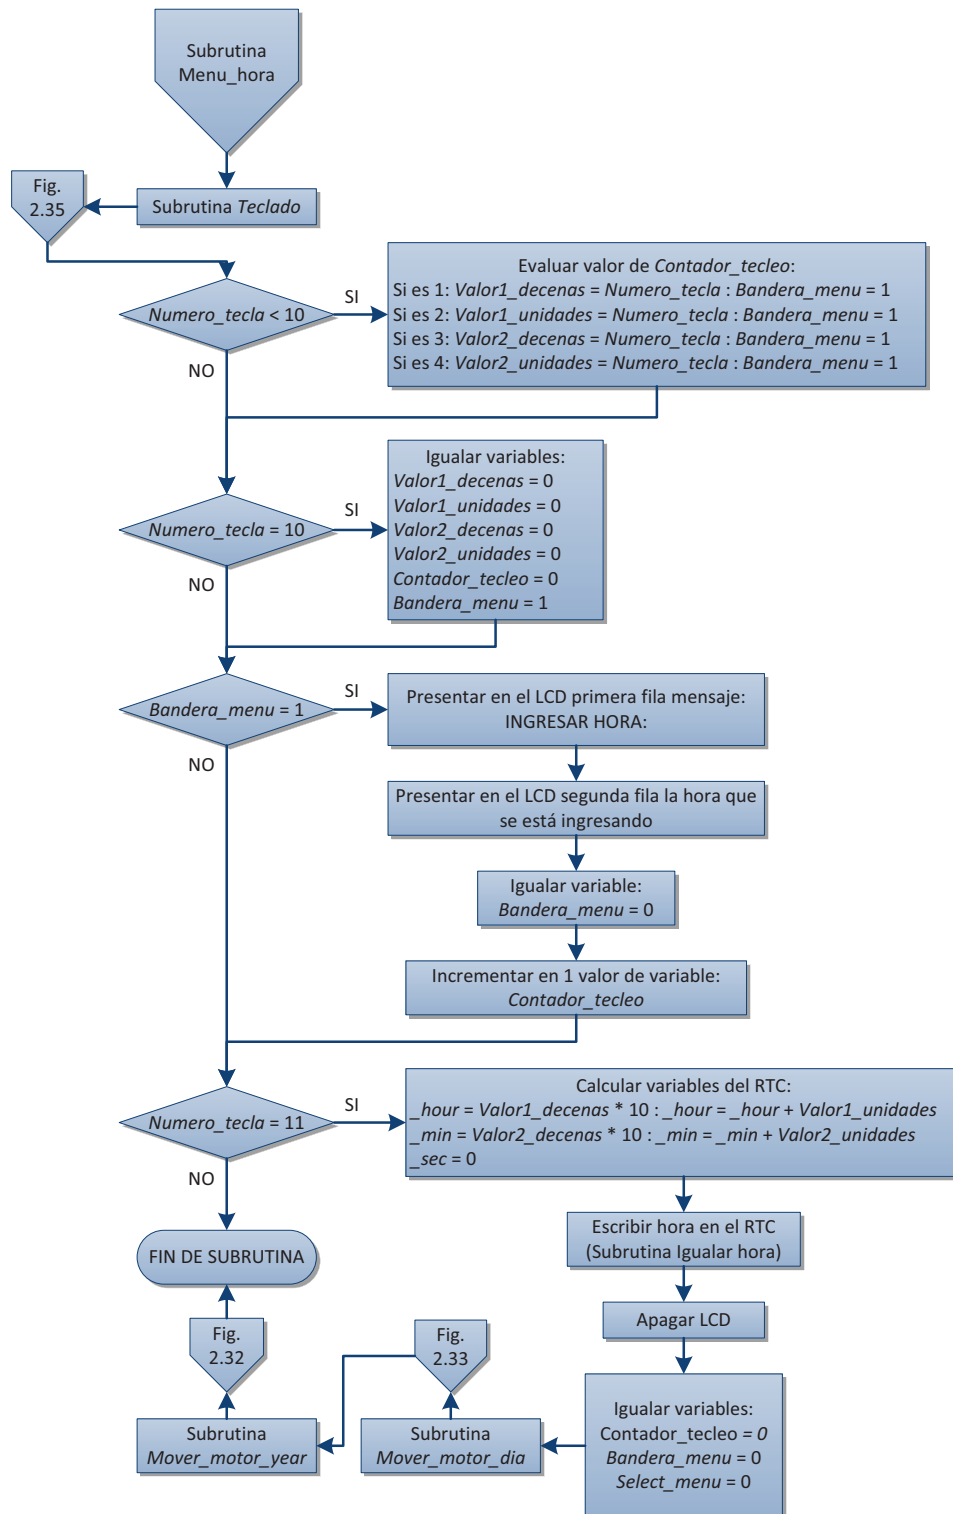 Subrutina
Menu_hora
Fig.
2.35
Subrutina Teclado
Numero_tecla < 10
SI
NO
Evaluar valor de Contador_tecleo:
Si es 1: Valor1_decenas = Numero_tecla : Bandera_menu = 1
Si es 2: Valor1_unidades = Numero_tecla : Bandera_menu = 1
Si es 3: Valor2_decenas = Numero_tecla : Bandera_menu = 1
Si es 4: Valor2_unidades = Numero_tecla : Bandera_menu = 1
Numero_tecla = 10
SI
NO
Igualar variables:
Valor1_decenas = 0
Valor1_unidades = 0
Valor2_decenas = 0
Valor2_unidades = 0
Contador_tecleo = 0
Bandera_menu = 1
Bandera_menu = 1
SI
NO
Presentar en el LCD primera fila mensaje:
INGRESAR HORA:
Presentar en el LCD segunda fila la hora que
se está ingresando
Igualar variable:
Bandera_menu = 0
Incrementar en 1 valor de variable:
Contador_tecleo
Numero_tecla = 11
SI
NO
Calcular variables del RTC:
_hour = Valor1_decenas * 10 : _hour = _hour + Valor1_unidades
_min = Valor2_decenas * 10 : _min = _min + Valor2_unidades
_sec = 0
Escribir hora en el RTC
(Subrutina Igualar hora)
Apagar LCD
Igualar variables:
Contador_tecleo = 0
Bandera_menu = 0
Select_menu = 0
Subrutina
Mover_motor_dia
Fig.
2.33
Subrutina
Mover_motor_year
Fig.
2.32
FIN DE SUBRUTINA